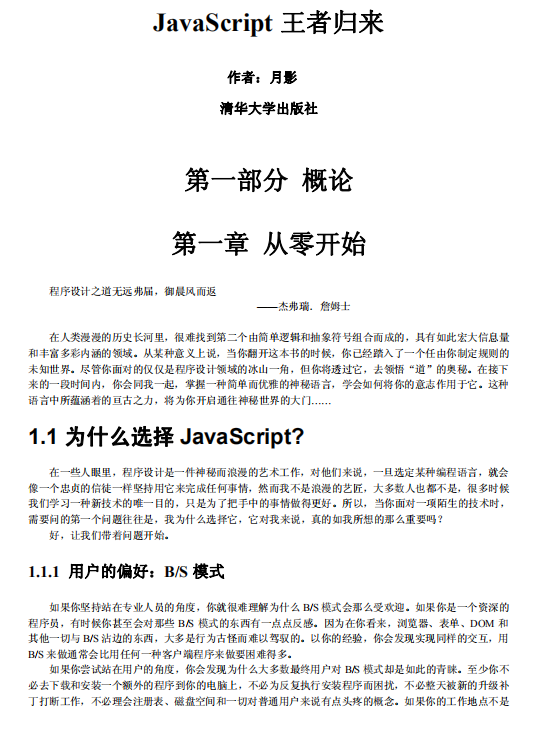 JavaScript 王者归来
作者：月影
清华大学出版社
第一部分 概论
第一章 从零开始
程序设计之道无远弗届，御晨风而返
——杰弗瑞．詹姆士
在人类漫漫的历史长河里，很难找到第二个由简单逻辑和抽象符号组合而成的，具有如此宏大信息量
和丰富多彩内涵的领域。从某种意义上说，当你翻开这本书的时候，你已经踏入了一个任由你制定规则的
未知世界。尽管你面对的仅仅是程序设计领域的冰山一角，但你将透过它，去领悟“道”的奥秘。在接下
来的一段时间内，你会同我一起，掌握一种简单而优雅的神秘语言，学会如何将你的意志作用于它。这种
语言中所蕴涵着的亘古之力，将为你开启通往神秘世界的大门……
1.1 为什么选择 JavaScript?
在一些人眼里，程序设计是一件神秘而浪漫的艺术工作，对他们来说，一旦选定某种编程语言，就会
像一个忠贞的信徒一样坚持用它来完成任何事情，然而我不是浪漫的艺匠，大多数人也都不是，很多时候
我们学习一种新技术的唯一目的，只是为了把手中的事情做得更好。所以，当你面对一项陌生的技术时，
需要问的第一个问题往往是，我为什么选择它，它对我来说，真的如我所想的那么重要吗？
好，让我们带着问题开始。
1.1.1 用户的偏好：B/S 模式
如果你坚持站在专业人员的角度，你就很难理解为什么 B/S 模式会那么受欢迎。如果你是一个资深的
程序员，有时候你甚至会对那些 B/S 模式的东西有一点点反感。因为在你看来，浏览器、表单、DOM 和
其他一切与 B/S 沾边的东西，大多是行为古怪而难以驾驭的。以你的经验，你会发现实现同样的交互，用
B/S 来做通常会比用任何一种客户端程序来做要困难得多。
如果你尝试站在用户的角度，你会发现为什么大多数最终用户对 B/S 模式却是如此的青睐。至少你不
必去下载和安装一个额外的程序到你的电脑上，不必为反复执行安装程序而困扰，不必整天被新的升级补
丁打断工作，不必理会注册表、磁盘空间和一切对普通用户来说有点头疼的概念。如果你的工作地点不是